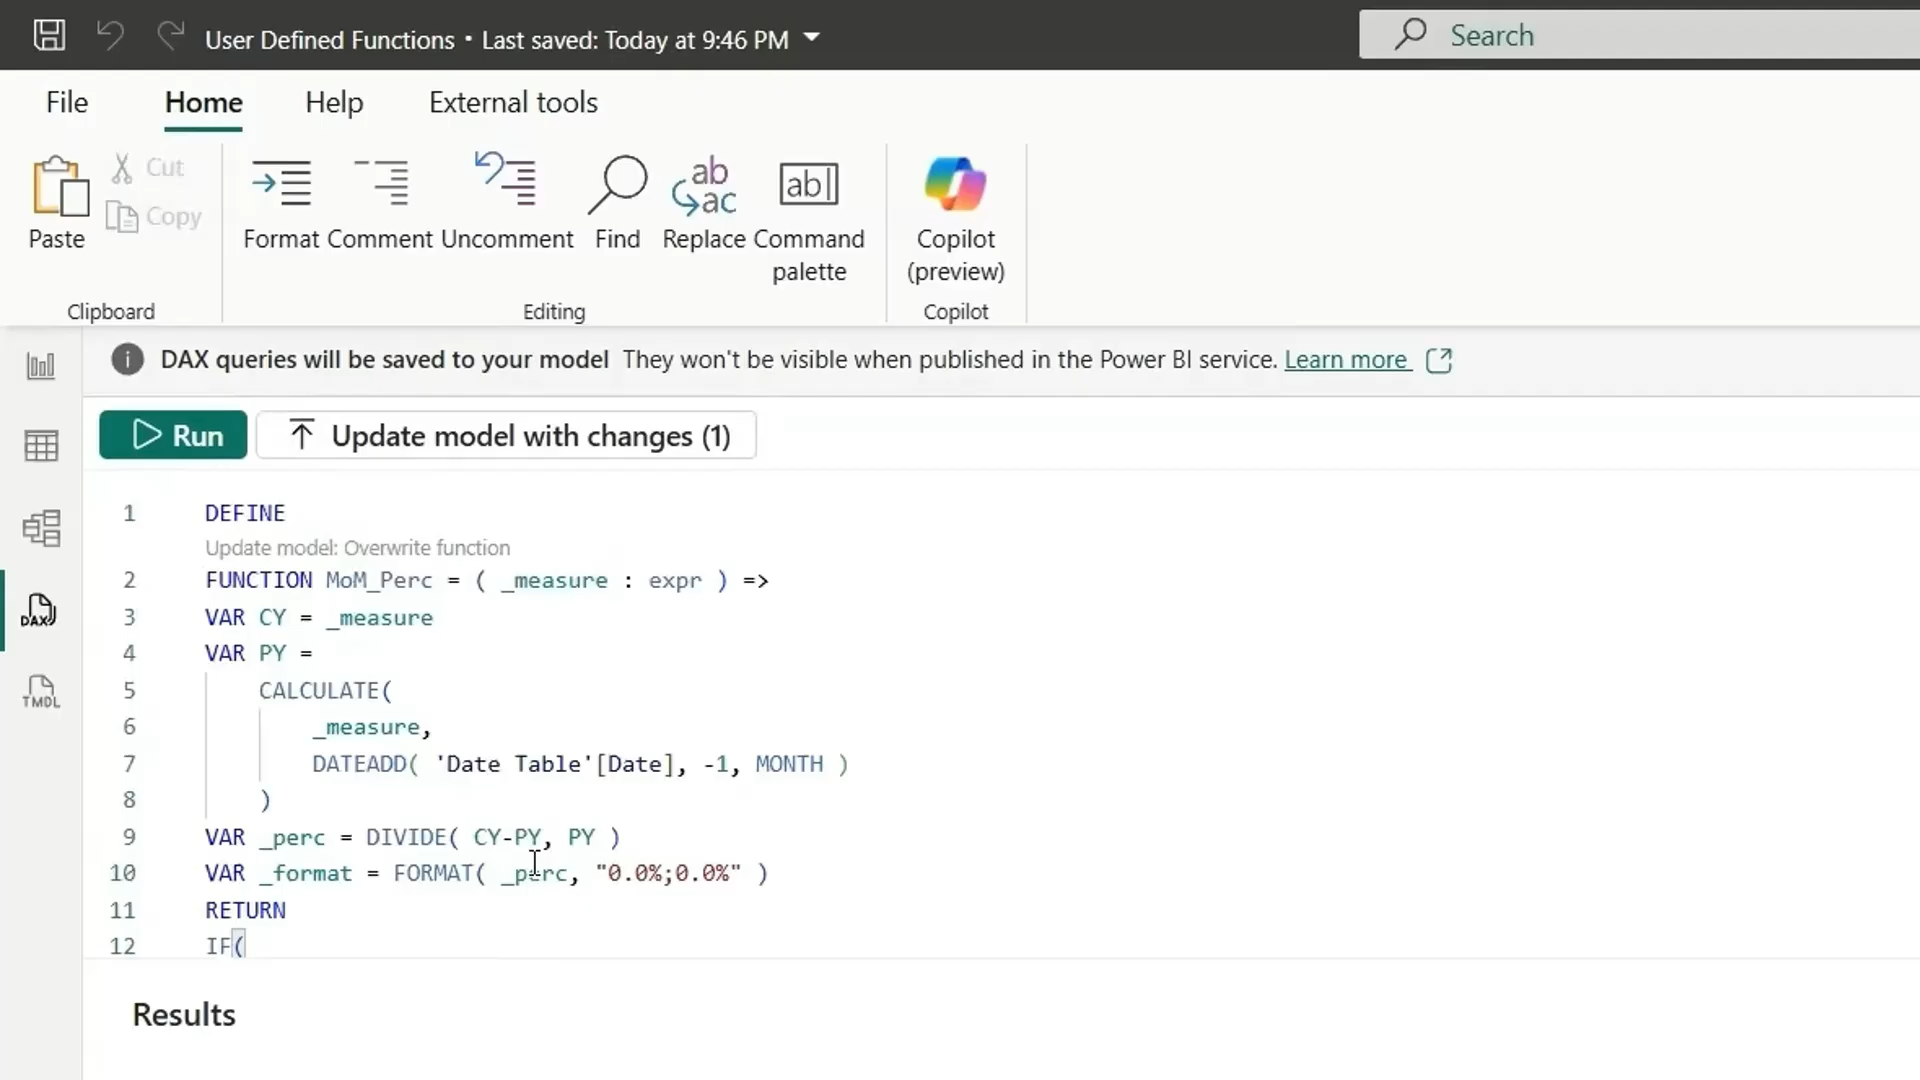 User Defined Functions • Last saved: Today at 9:46 PM
Search
File Home Help External tools
Paste
Cut
Copy
Format
Comment
Uncomment
Find
ab
ac
Replace
ab
Command palette
Copilot (preview)
Clipboard
Editing
Copilot
DAX queries will be saved to your model They won't be visible when published in the Power BI service. Learn more
Run
Update model with changes (1)
DAX
TMDL
1 DEFINE
Update model: Overwrite function
2 FUNCTION MoM_Perc = ( _measure : expr ) =>
3 VAR CY = _measure
4 VAR PY =
5 CALCULATE(
6 _measure,
7 DATEADD( 'Date Table'[Date], -1, MONTH )
8 )
9 VAR _perc = DIVIDE( CY-PY, PY )
10 VAR _format = FORMAT( _perc, "0.0%;0.0%" )
11 RETURN
12 IF(
Results